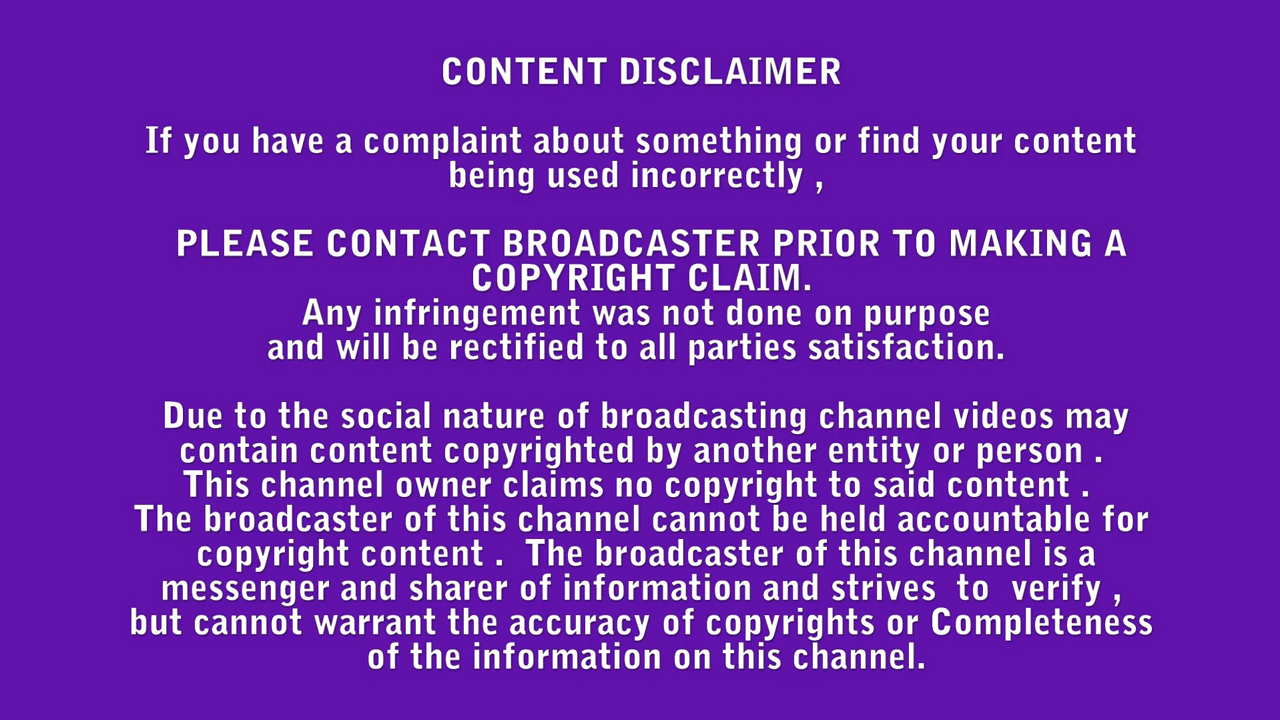 CONTENT DISCLAIMER
If you have a complaint about something or find your content
being used incorrectly ,
PLEASE CONTACT BROADCASTER PRIOR TO MAKING A
COPYRIGHT CLAIM.
Any infringement was not done on purpose
and will be rectified to all parties satisfaction.
Due to the social nature of broadcasting channel videos may
contain content copyrighted by another entity or person .
This channel owner claims no copyright to said content .
The broadcaster of this channel cannot be held accountable for
copyright content .  The broadcaster of this channel is a
messenger and sharer of information and strives  to  verify ,
but cannot warrant the accuracy of copyrights or Completeness
of the information on this channel.